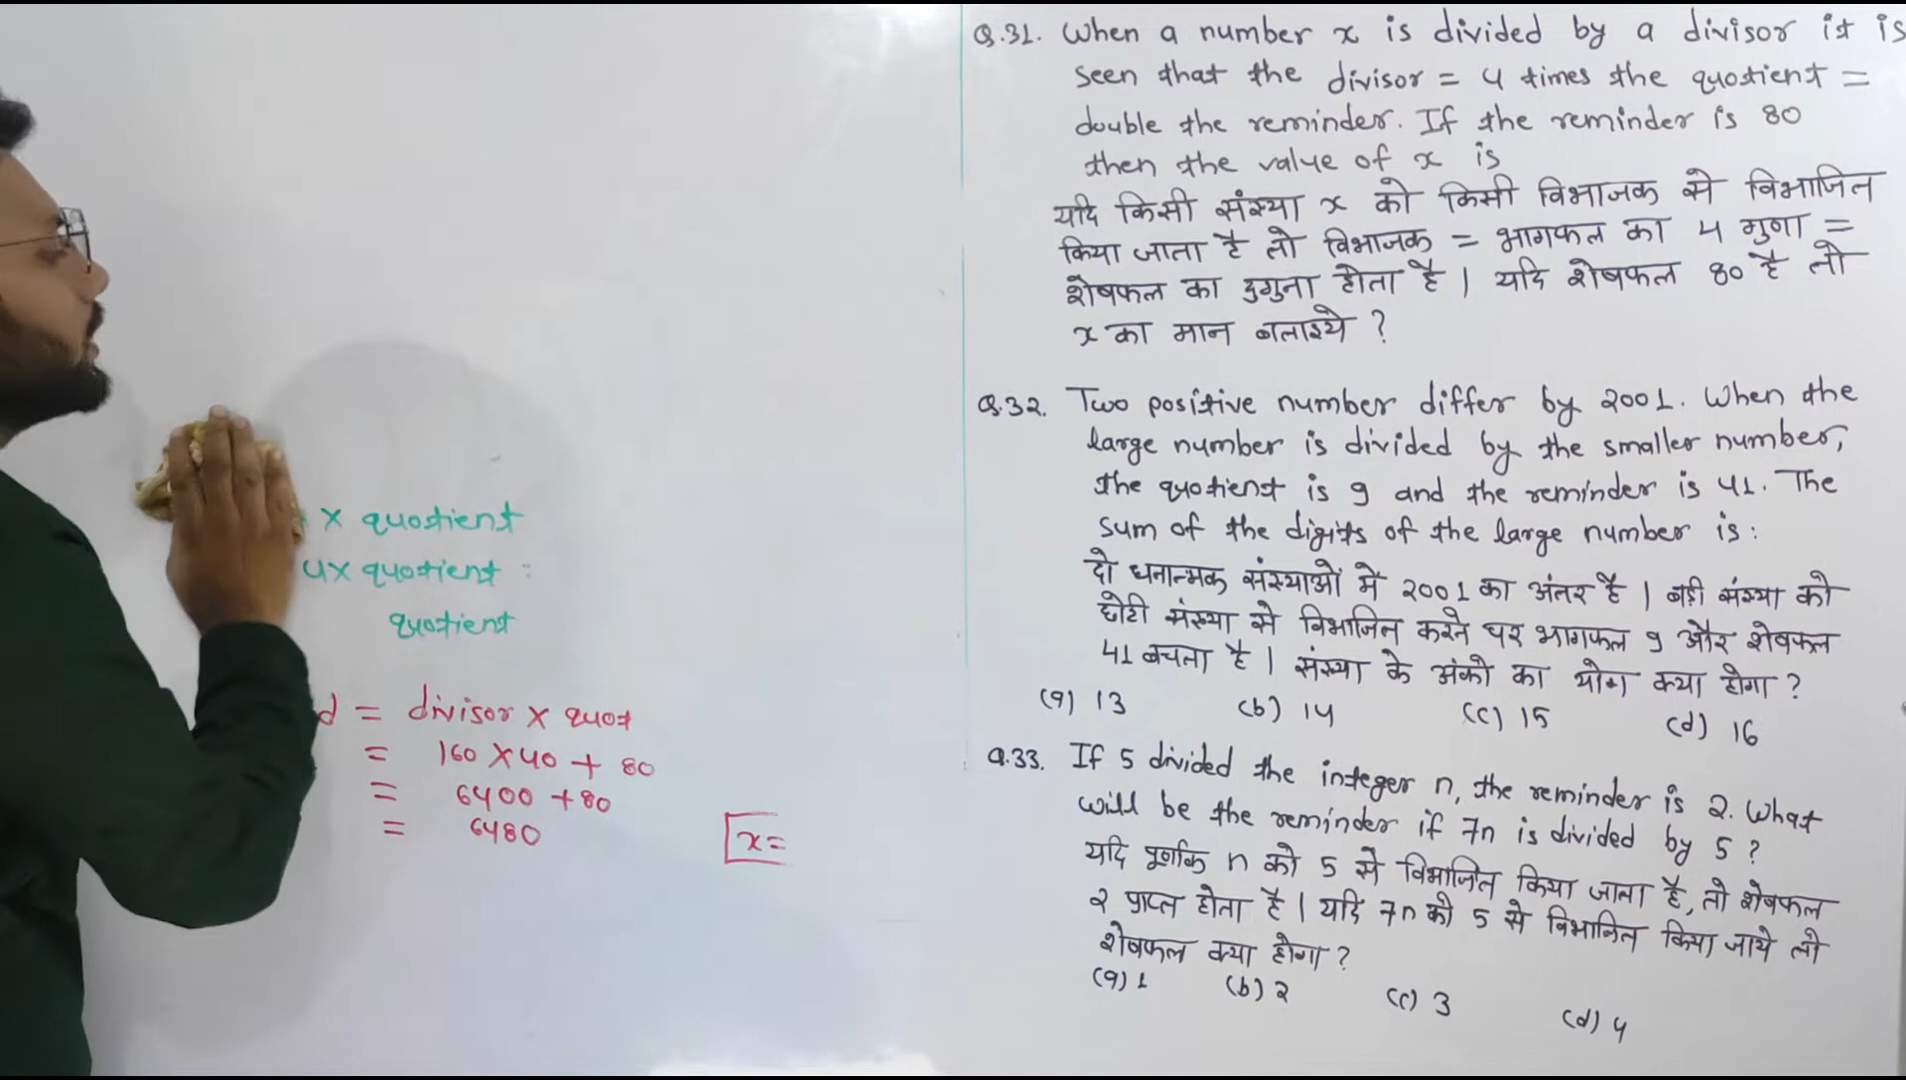 x quotient
4x quotient =
quotient
d = divisor x quot
= 160 x 40 + 80
= 6400 + 80
= 6480
x =
Q.31. When a number x is divided by a divisor it is
seen that the divisor = 4 times the quotient =
double the reminder. If the reminder is 80
then the value of x is
यदि किसी संख्या x को किसी विभाजक से विभाजित
किया जाता है तो विभाजक = भागफल का 4 गुणा =
शेषफल का दुगुना होता है | यदि शेषफल 80 है तो
x का मान बताइये ?
Q.32. Two positive number differ by 2001. When the
large number is divided by the smaller number,
the quotient is 9 and the reminder is 41. The
sum of the digits of the large number is :
दो धनात्मक संख्याओं में 2001 का अंतर है | बड़ी संख्या को
छोटी संख्या से विभाजित करने पर भागफल 9 और शेषफल
41 बचता है | संख्या के अंको का योग क्या होगा ?
(a) 13 (b) 14 (c) 15 (d) 16
Q.33. If 5 divided the integer n, the reminder is 2. What
will be the reminder if 7n is divided by 5 ?
यदि पूर्णांक n को 5 से विभाजित किया जाता है, तो शेषफल
2 प्राप्त होता है | यदि 7n को 5 से विभाजित किया जाये तो
शेषफल क्या होगा ?
(a) 1 (b) 2 (c) 3 (d) 4